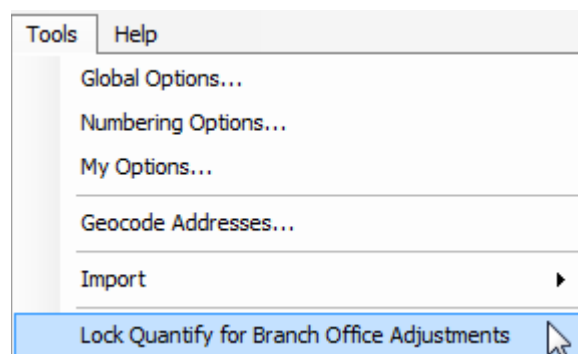 Tools Help
Global Options...
Numbering Options...
My Options...
Geocode Addresses...
Import
Lock Quantify for Branch Office Adjustments